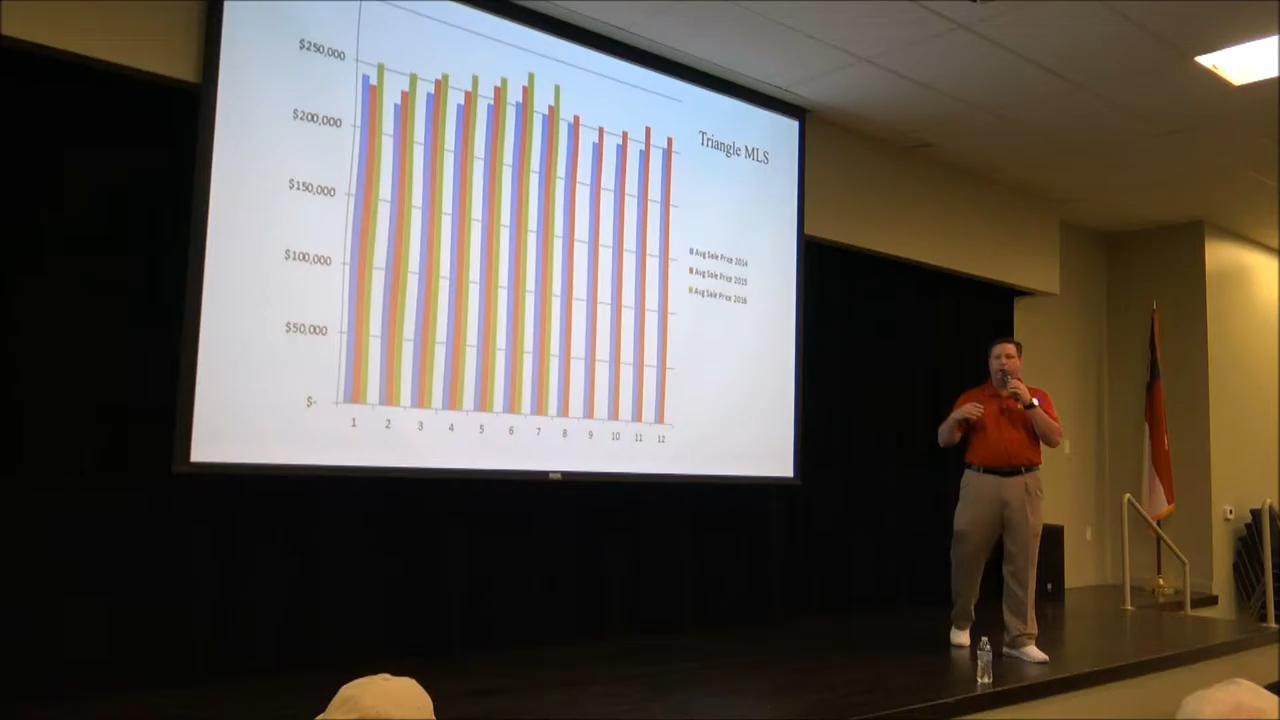 Triangle MLS
$250,000
$200,000
$150,000
$100,000
$50,000
$-
1 2 3 4 5 6 7 8 9 10 11 12
Avg Sale Price 2014
Avg Sale Price 2015
Avg Sale Price 2016